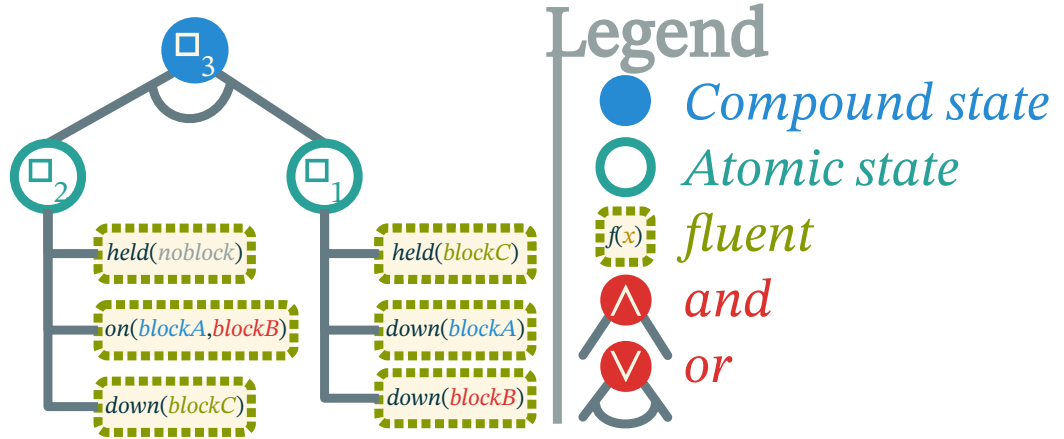 □3
□2
□1
held(noblock)
on(blockA,blockB)
down(blockC)
held(blockC)
down(blockA)
down(blockB)
Legend
Compound state
Atomic state
f(x) fluent
∧ and
∨ or